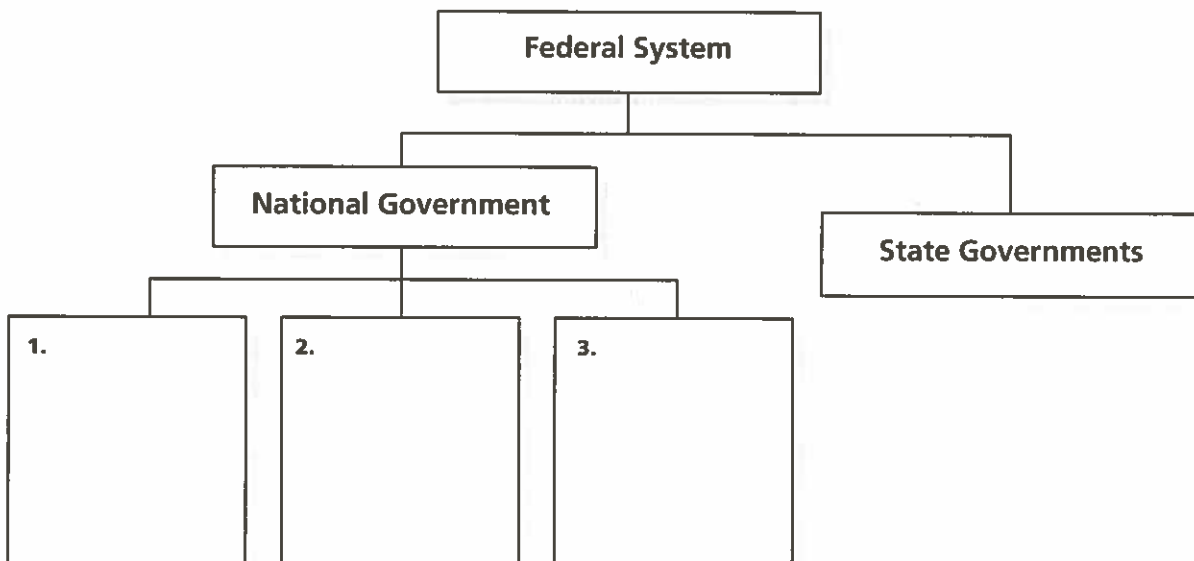 Federal System
National Government
State Governments
1.
2.
3.